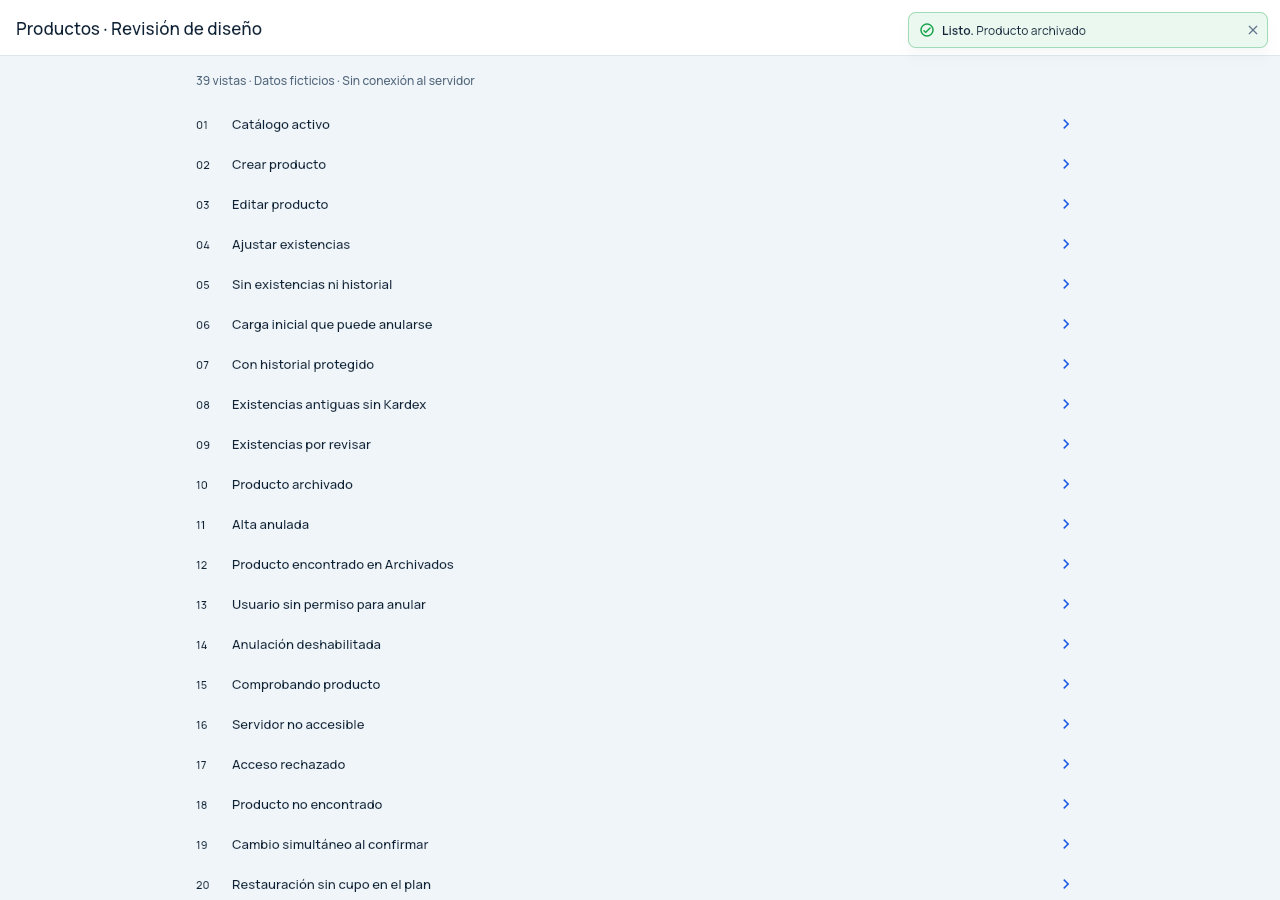 Productos · Revisión de diseño
Listo. Producto archivado
39 vistas · Datos ficticios · Sin conexión al servidor
01 Catálogo activo
02 Crear producto
03 Editar producto
04 Ajustar existencias
05 Sin existencias ni historial
06 Carga inicial que puede anularse
07 Con historial protegido
08 Existencias antiguas sin Kardex
09 Existencias por revisar
10 Producto archivado
11 Alta anulada
12 Producto encontrado en Archivados
13 Usuario sin permiso para anular
14 Anulación deshabilitada
15 Comprobando producto
16 Servidor no accesible
17 Acceso rechazado
18 Producto no encontrado
19 Cambio simultáneo al confirmar
20 Restauración sin cupo en el plan